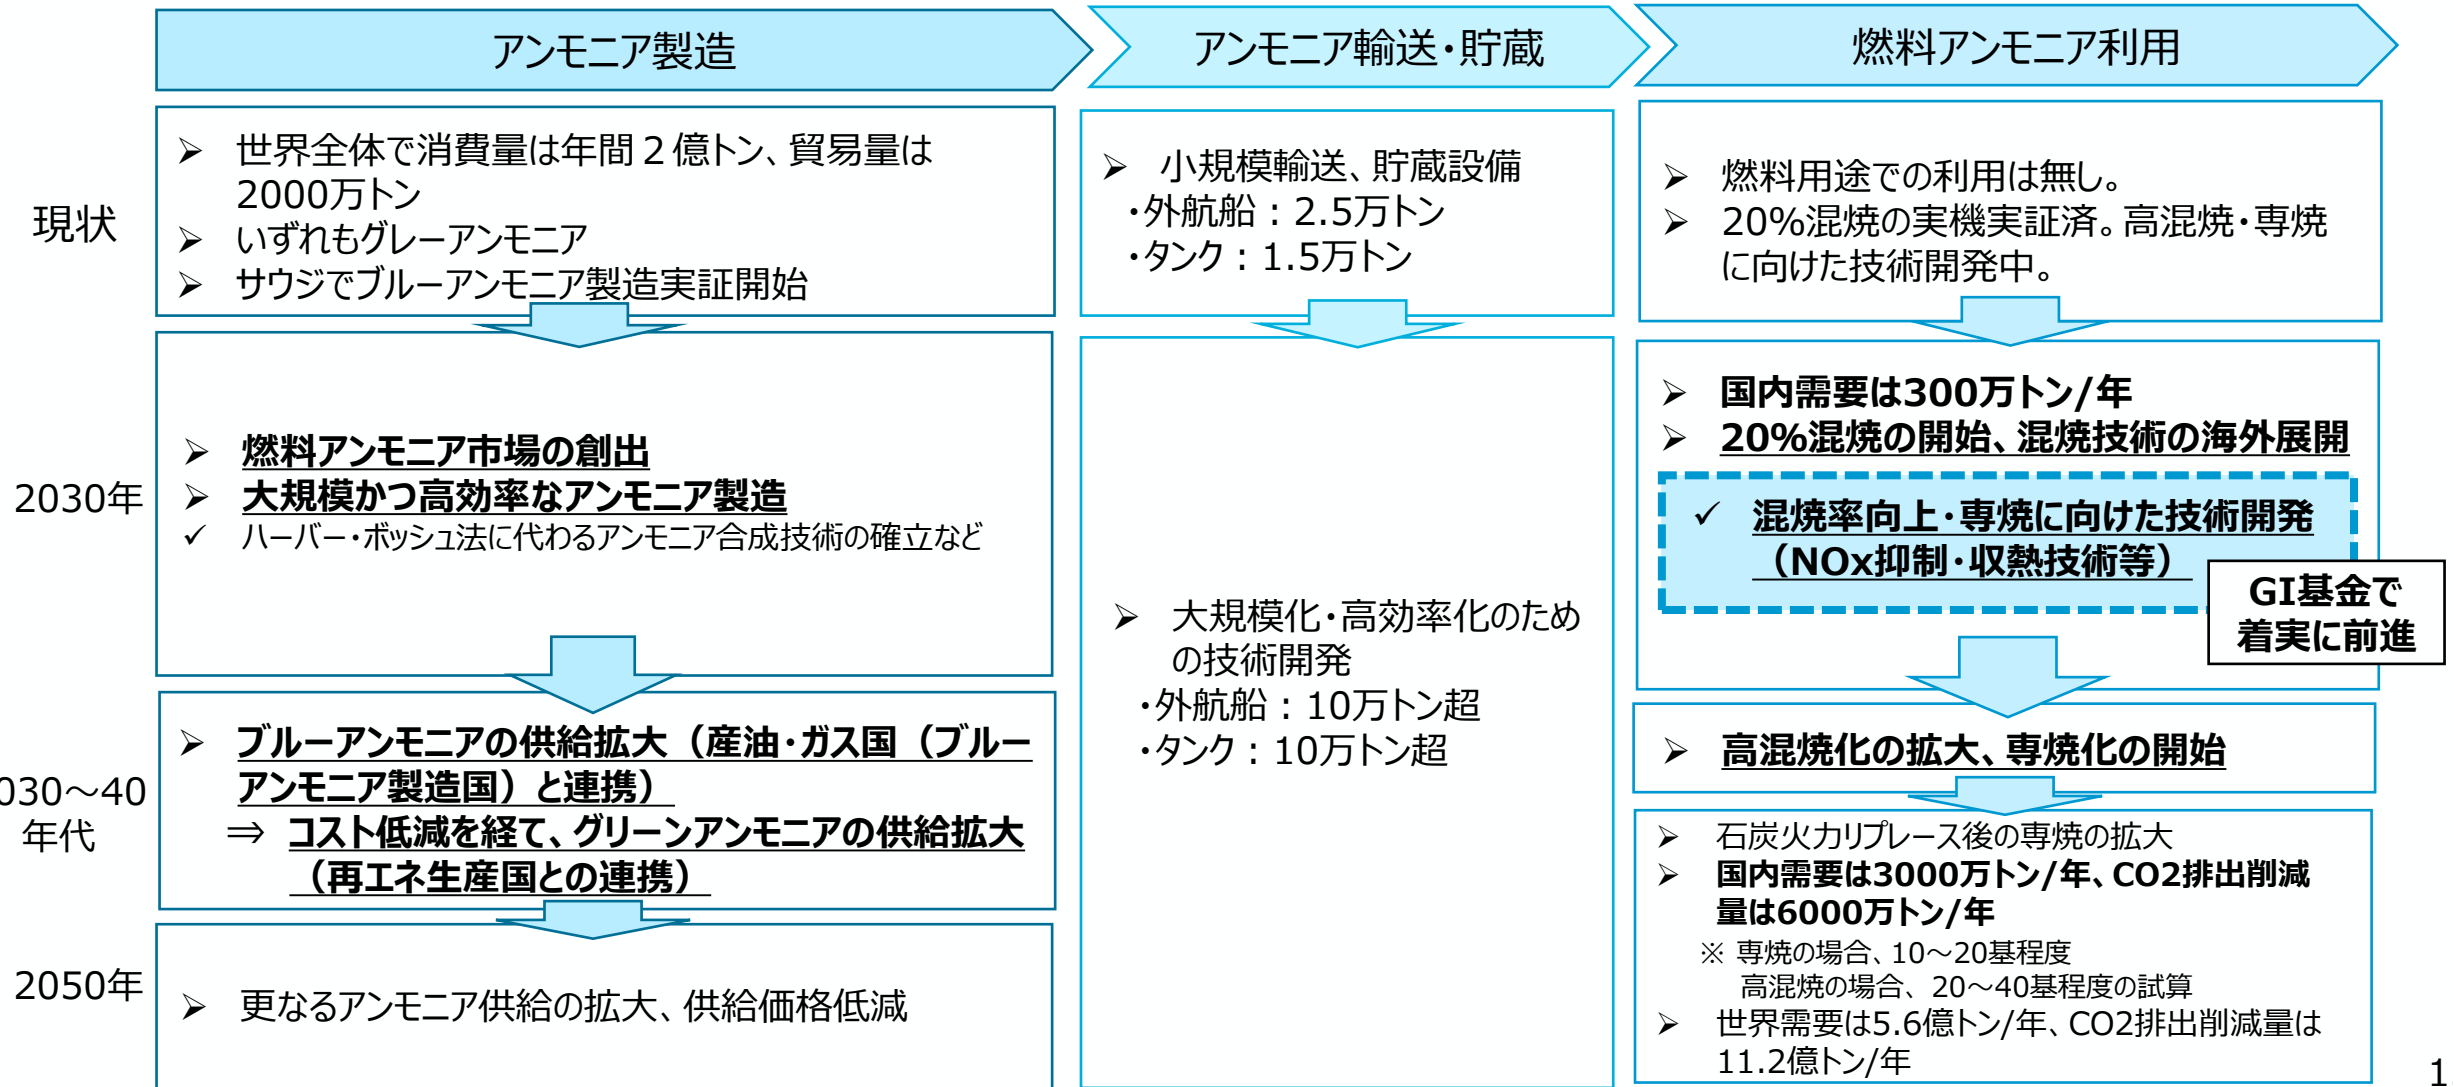 アンモニア製造
アンモニア輸送・貯蔵
燃料アンモニア利用
現状
➢ 世界全体で消費量は年間２億トン、貿易量は
2000万トン
➢ いずれもグレーアンモニア
➢ サウジでブルーアンモニア製造実証開始
➢ 小規模輸送、貯蔵設備
・外航船：2.5万トン
・タンク：1.5万トン
➢ 燃料用途での利用は無し。
➢ 20%混焼の実機実証済。高混焼・専焼
に向けた技術開発中。
2030年
➢ 燃料アンモニア市場の創出
➢ 大規模かつ高効率なアンモニア製造
✓ ハーバー・ボッシュ法に代わるアンモニア合成技術の確立など
➢ 大規模化・高効率化のため
の技術開発
・外航船：10万トン超
・タンク：10万トン超
➢ 国内需要は300万トン/年
➢ 20%混焼の開始、混焼技術の海外展開
✓ 混焼率向上・専焼に向けた技術開発
（NOx抑制・収熱技術等）
GI基金で
着実に前進
030～40
年代
➢ ブルーアンモニアの供給拡大（産油・ガス国（ブルー
アンモニア製造国）と連携）
⇒ コスト低減を経て、グリーンアンモニアの供給拡大
（再エネ生産国との連携）
➢ 高混焼化の拡大、専焼化の開始
2050年
➢ 更なるアンモニア供給の拡大、供給価格低減
➢ 石炭火力リプレース後の専焼の拡大
➢ 国内需要は3000万トン/年、CO2排出削減
量は6000万トン/年
※ 専焼の場合、10～20基程度
高混焼の場合、20～40基程度の試算
➢ 世界需要は5.6億トン/年、CO2排出削減量は
11.2億トン/年
1